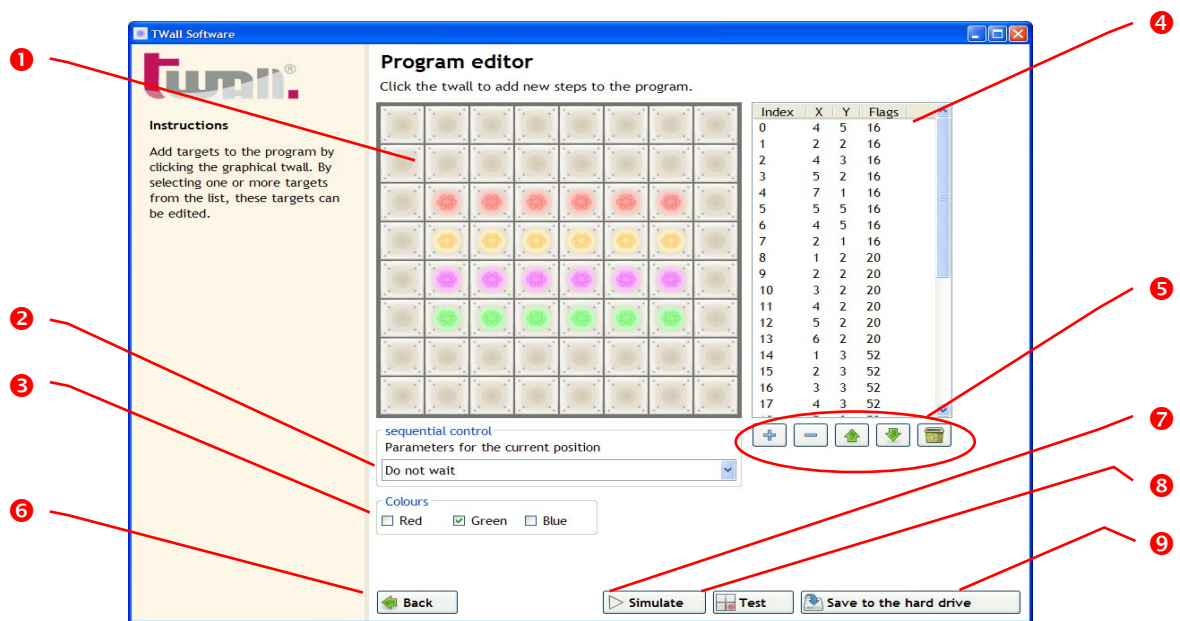 TWall Software
twall.®
Instructions
Add targets to the program by
clicking the graphical twall. By
selecting one or more targets
from the list, these targets can
be edited.
Program editor
Click the twall to add new steps to the program.
Index X Y Flags
0 4 5 16
1 2 2 16
2 4 3 16
3 5 2 16
4 7 1 16
5 5 5 16
6 4 5 16
7 2 1 16
8 1 2 20
9 2 2 20
10 3 2 20
11 4 2 20
12 5 2 20
13 6 2 20
14 1 3 52
15 2 3 52
16 3 3 52
17 4 3 52
sequential control
Parameters for the current position
Do not wait
Colours
Red Green Blue
Back
Simulate
Test
Save to the hard drive
1
2
3
4
5
6
7
8
9